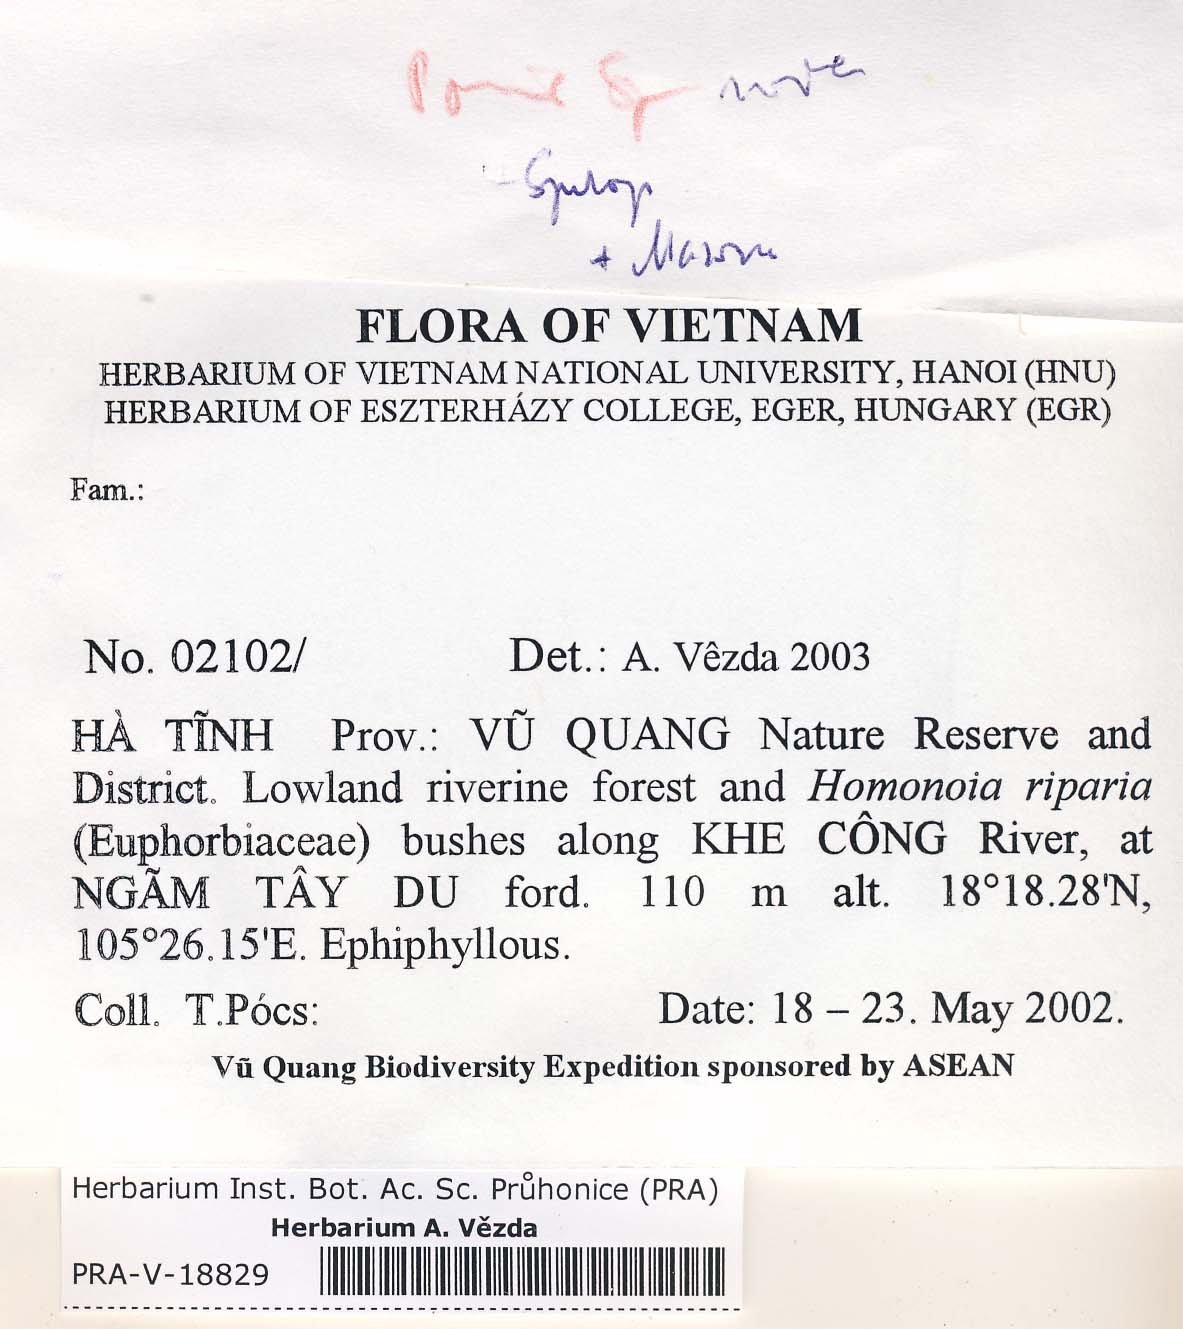 FLORA OF VIETNAM
HERBARIUM OF VIETNAM NATIONAL UNIVERSITY, HANOI (HNU)
HERBARIUM OF ESZTERHÁZY COLLEGE, EGER, HUNGARY (EGR)
Fam.:
No. 02102/ Det.: A. Vêzda 2003
HÀ TĨNH Prov.: VŨ QUANG Nature Reserve and
District. Lowland riverine forest and Homonoia riparia
(Euphorbiaceae) bushes along KHE CÔNG River, at
NGÃM TÂY DU ford. 110 m alt. 18°18.28'N,
105°26.15'E. Ephiphyllous.
Coll. T.Pócs: Date: 18 – 23. May 2002.
Vũ Quang Biodiversity Expedition sponsored by ASEAN
Herbarium Inst. Bot. Ac. Sc. Průhonice (PRA)
Herbarium A. Vězda
PRA-V-18829